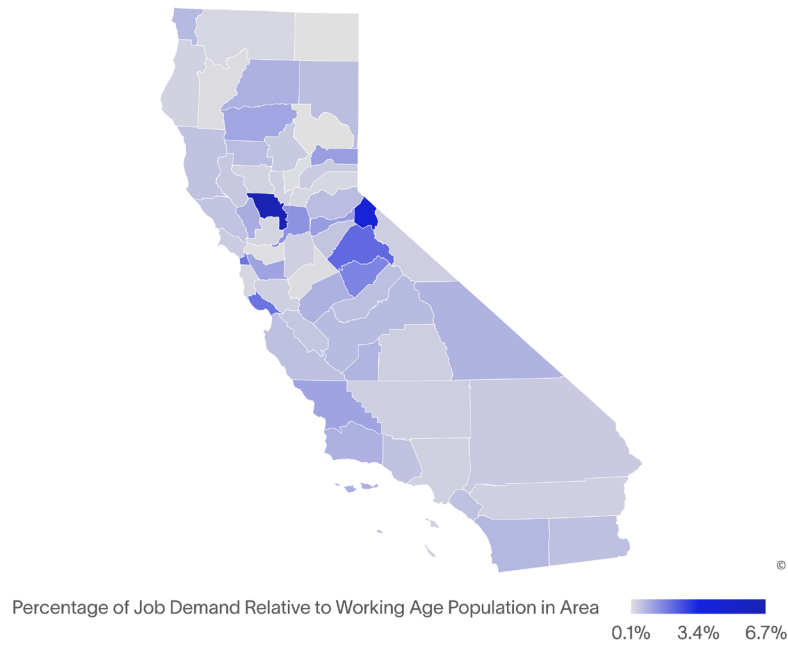 ©
Percentage of Job Demand Relative to Working Age Population in Area
0.1% 3.4% 6.7%